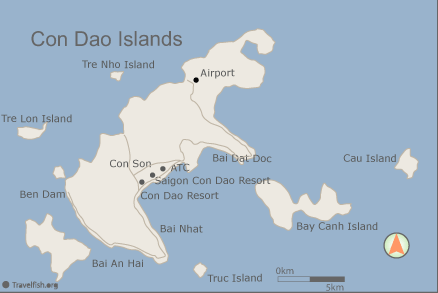 Con Dao Islands
Tre Nho Island
Airport
Tre Lon Island
Con Son
ATC
Bai Dat Doc
Cau Island
Saigon Con Dao Resort
Ben Dam
Con Dao Resort
Bay Canh Island
Bai Nhat
Bai An Hai
Truc Island
0km
5km
Travelfish.org